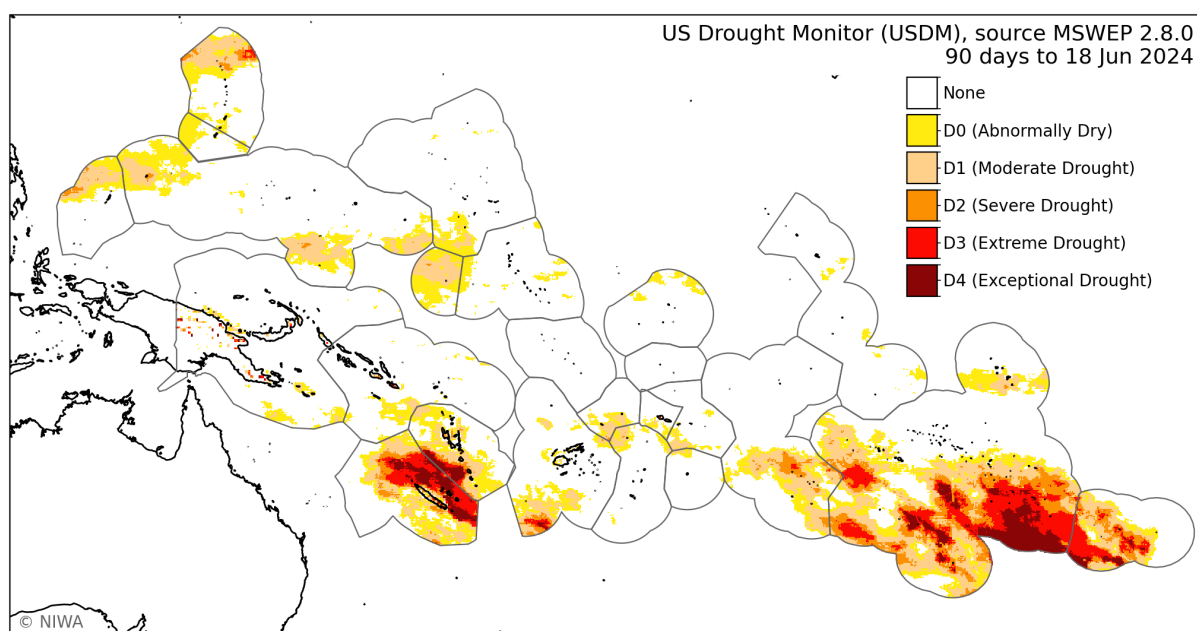 US Drought Monitor (USDM), source MSWEP 2.8.0
90 days to 18 Jun 2024
None
D0 (Abnormally Dry)
D1 (Moderate Drought)
D2 (Severe Drought)
D3 (Extreme Drought)
D4 (Exceptional Drought)
© NIWA